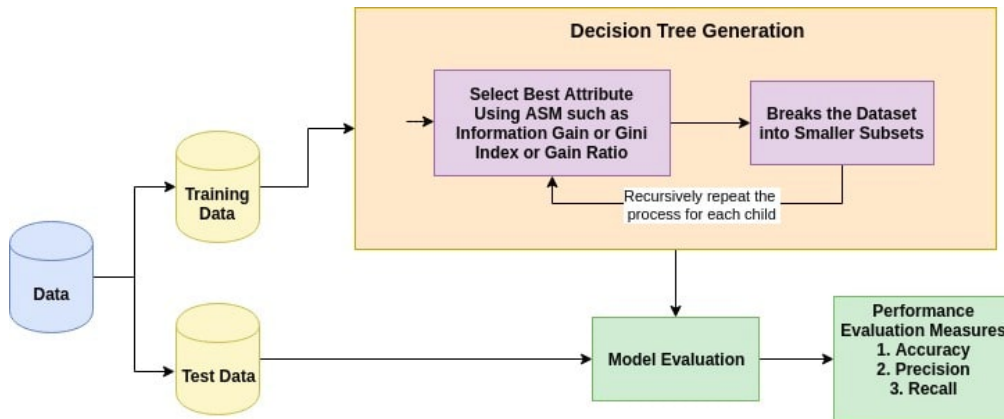 Decision Tree Generation
Select Best Attribute
Using ASM such as
Information Gain or Gini
Index or Gain Ratio
Breaks the Dataset
into Smaller Subsets
Recursively repeat the
process for each child
Training
Data
Data
Test Data
Model Evaluation
Performance
Evaluation Measures
1. Accuracy
2. Precision
3. Recall